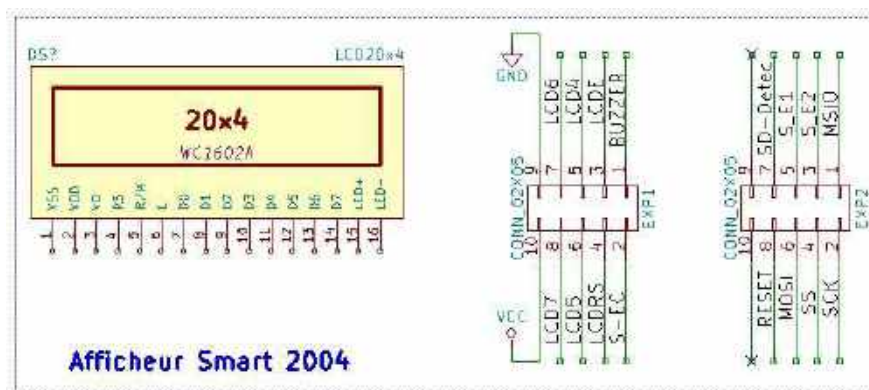 DS?
LCD20x4
20x4
WC1602A
VSS
VDD
VO
RS
R/W
E
D0
D1
D2
D3
D4
D5
D6
D7
LED+
LED-
1
2
3
4
5
6
7
8
9
10
11
12
13
14
15
16
Afficheur Smart 2004
GND
LCD6
LCD4
LCDE
BUZZER
9
7
5
3
1
CONN_02X05
EXP1
10
8
6
4
2
VCC
LCD7
LCD5
LCDRS
S-EC
SD-Detec
S_E1
S_E2
MSIO
9
7
5
3
1
CONN_02X05
EXP2
10
8
6
4
2
RESET
MOSI
SS
SCK